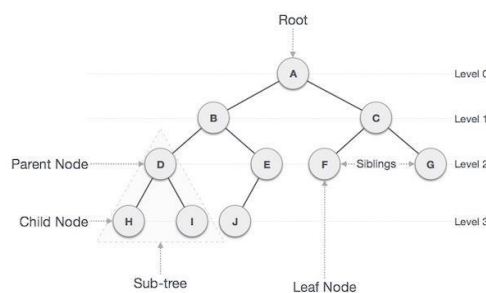 Root
A
Level 0
B
C
Level 1
Parent Node
D
E
F
Siblings
G
Level 2
Child Node
H
I
J
Level 3
Sub-tree
Leaf Node